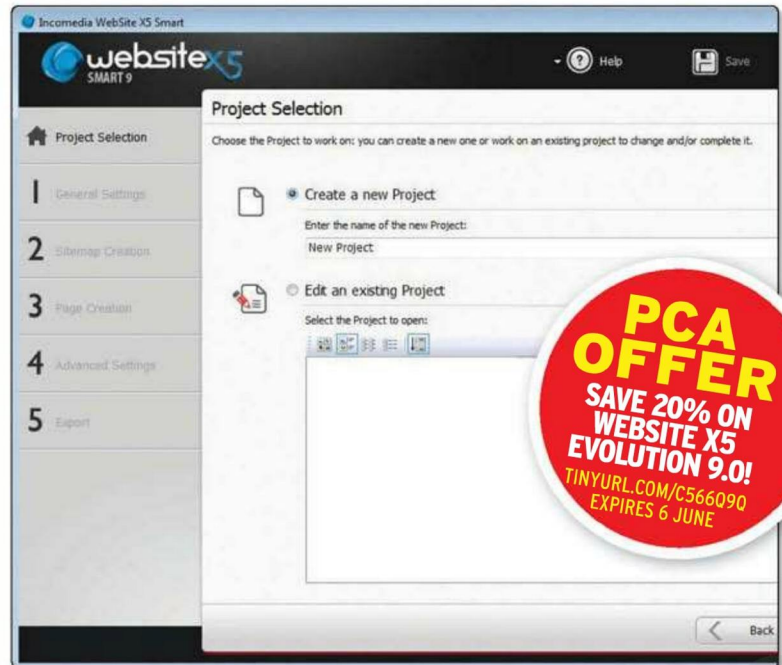 Incomedia WebSite X5 Smart
websitex5
SMART 9
Help
Save
Project Selection
Project Selection
Choose the Project to work on: you can create a new one or work on an existing project to change and/or complete it.
1 General Settings
2 Sitemap Creation
3 Page Creation
4 Advanced Settings
5 Export
Create a new Project
Enter the name of the new Project:
New Project
Edit an existing Project
Select the Project to open:
PCA
OFFER
SAVE 20% ON
WEBSITE X5
EVOLUTION 9.0!
TINYURL.COM/C566Q9Q
EXPIRES 6 JUNE
Back